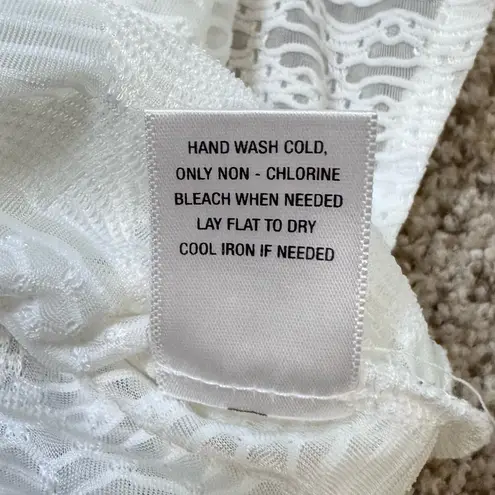 HAND WASH COLD,
ONLY NON - CHLORINE
BLEACH WHEN NEEDED
LAY FLAT TO DRY
COOL IRON IF NEEDED